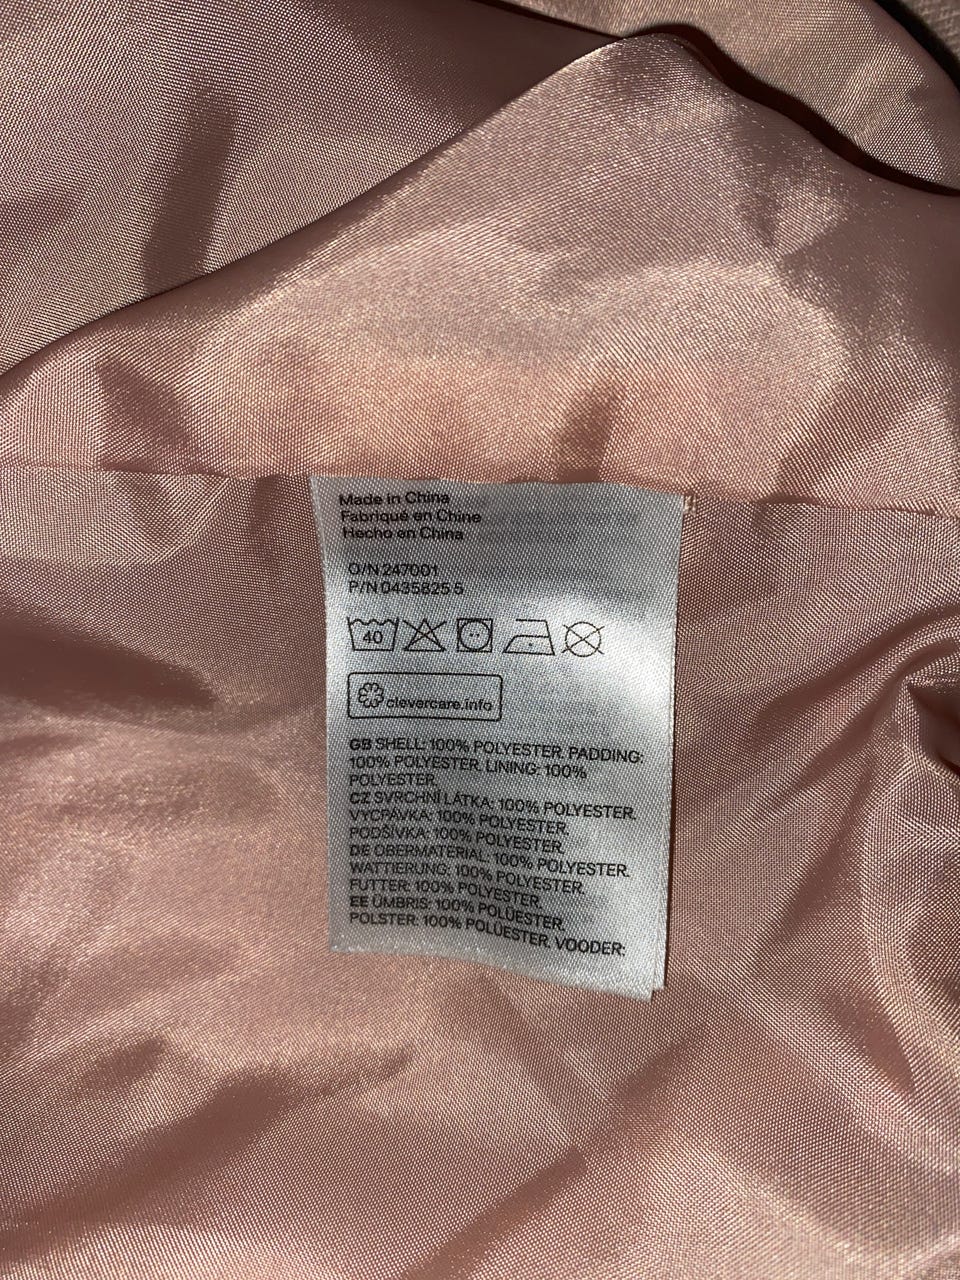 Made in China
Fabriqué en Chine
Hecho en China
O/N 247001
P/N 0435825 5
40
clevercare.info
GB SHELL: 100% POLYESTER. PADDING:
100% POLYESTER. LINING: 100%
POLYESTER.
CZ SVRCHNÍ LÁTKA: 100% POLYESTER.
VYCPÁVKA: 100% POLYESTER.
PODŠÍVKA: 100% POLYESTER.
DE OBERMATERIAL: 100% POLYESTER.
WATTIERUNG: 100% POLYESTER.
FUTTER: 100% POLYESTER.
EE ÜMBRIS: 100% POLÜESTER.
POLSTER: 100% POLÜESTER. VOODER: